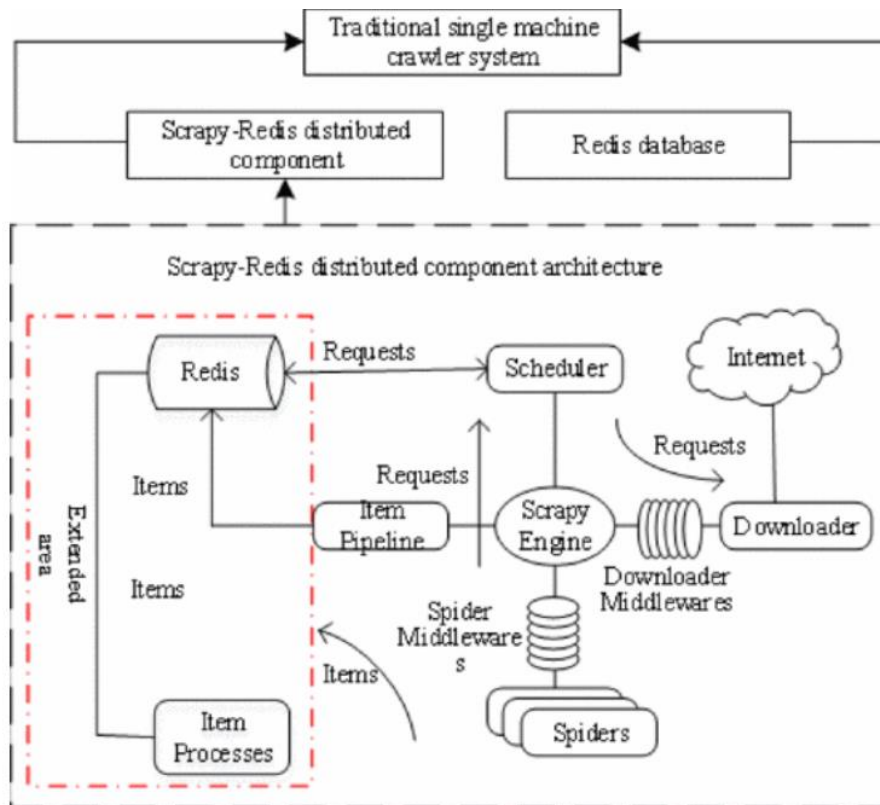 Traditional single machine
crawler system
Scrapy-Redis distributed
component
Redis database
Scrapy-Redis distributed component architecture
Redis
Requests
Scheduler
Internet
Requests
Requests
Items
Item
Pipeline
Scrapy
Engine
Downloader
Downloader
Middlewares
Extended
area
Items
Spider
Middleware
s
Items
Item
Processes
Spiders